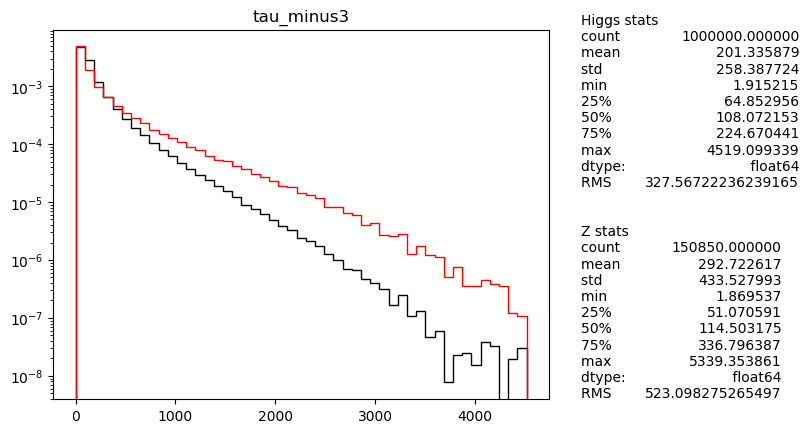 tau_minus3
10⁻³
10⁻⁴
10⁻⁵
10⁻⁶
10⁻⁷
10⁻⁸
0 1000 2000 3000 4000
Higgs stats
count 1000000.000000
mean 201.335879
std 258.387724
min 1.915215
25% 64.852956
50% 108.072153
75% 224.670441
max 4519.099339
dtype: float64
RMS 327.56722236239165
Z stats
count 150850.000000
mean 292.722617
std 433.527993
min 1.869537
25% 51.070591
50% 114.503175
75% 336.796387
max 5339.353861
dtype: float64
RMS 523.098275265497